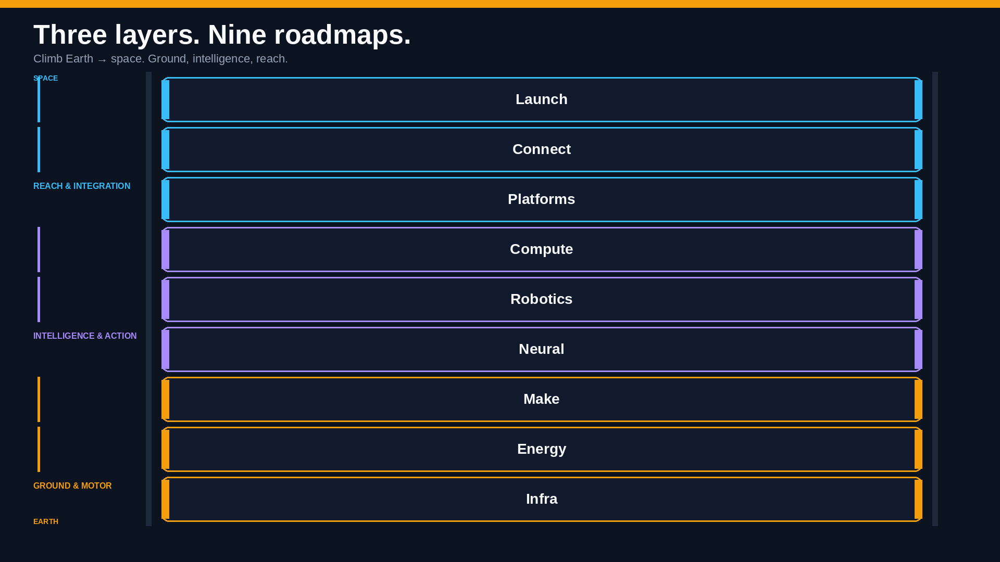 Three layers. Nine roadmaps.
Climb Earth → space. Ground, intelligence, reach.
SPACE
Launch
Connect
REACH & INTEGRATION
Platforms
Compute
Robotics
INTELLIGENCE & ACTION
Neural
Make
Energy
GROUND & MOTOR
Infra
EARTH